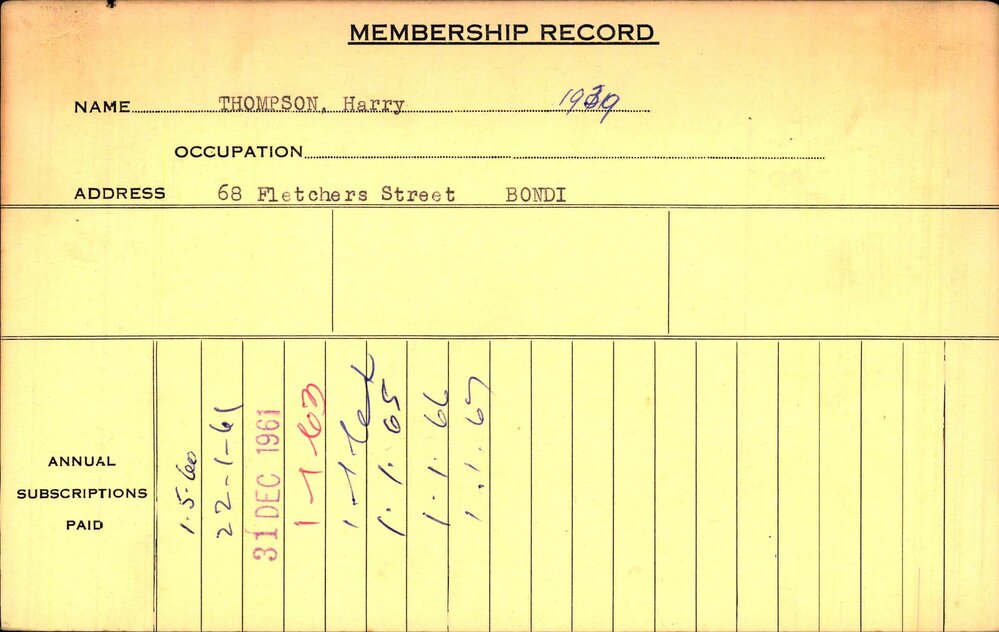 MEMBERSHIP RECORD
NAME THOMPSON, Harry
OCCUPATION
ADDRESS 68 Fletchers Street BONDI
ANNUAL
SUBSCRIPTIONS
PAID
1.5.60
22-1-61
31 DEC 1961
1-1-63
1-1-64
1.1.65
1.1.66
1.1.67